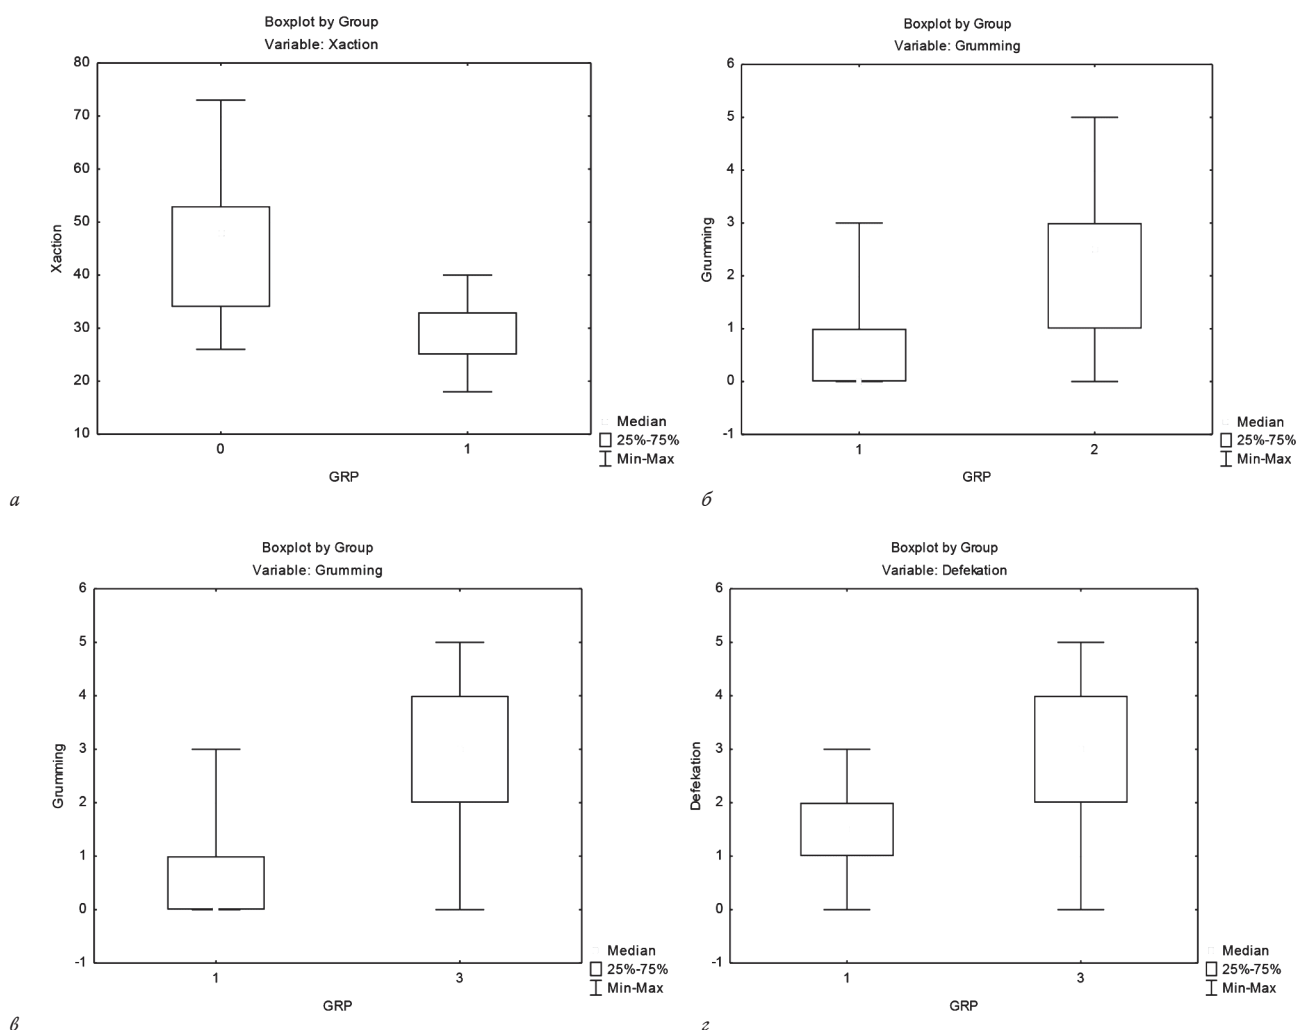 Boxplot by Group
Variable: Xaction
80
70
60
50
40
30
20
10
Xaction
0
1
GRP
Median
25%-75%
Min-Max
а
Boxplot by Group
Variable: Grumming
6
5
4
3
2
1
0
-1
Grumming
1
2
GRP
Median
25%-75%
Min-Max
б
Boxplot by Group
Variable: Grumming
6
5
4
3
2
1
0
-1
Grumming
1
3
GRP
Median
25%-75%
Min-Max
в
Boxplot by Group
Variable: Defekation
6
5
4
3
2
1
0
-1
Defekation
1
3
GRP
Median
25%-75%
Min-Max
г